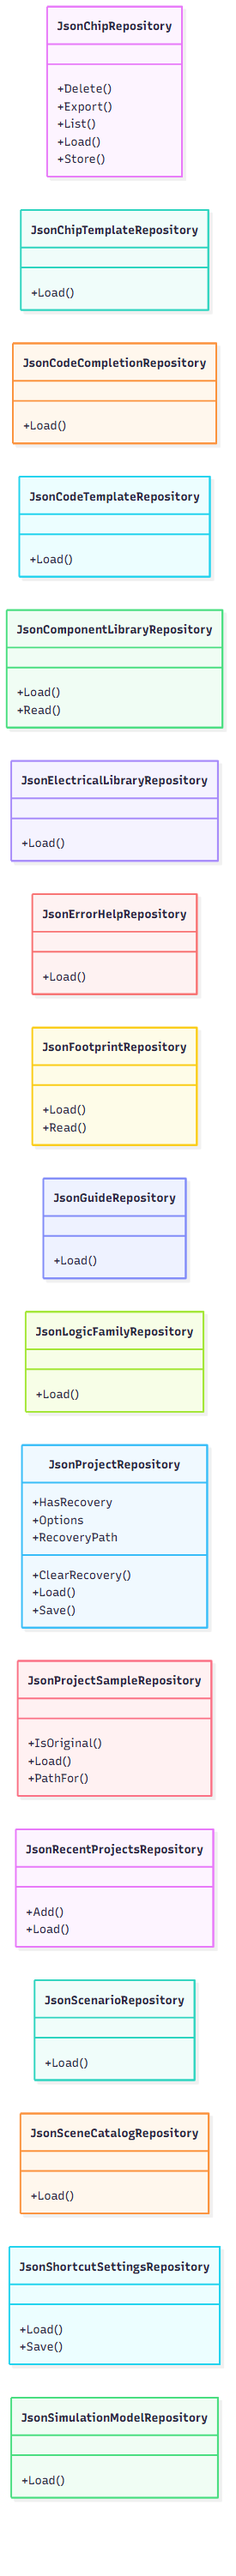 JsonChipRepository
+Delete()
+Export()
+List()
+Load()
+Store()
JsonChipTemplateRepository
+Load()
JsonCodeCompletionRepository
+Load()
JsonCodeTemplateRepository
+Load()
JsonComponentLibraryRepository
+Load()
+Read()
JsonElectricalLibraryRepository
+Load()
JsonErrorHelpRepository
+Load()
JsonFootprintRepository
+Load()
+Read()
JsonGuideRepository
+Load()
JsonLogicFamilyRepository
+Load()
JsonProjectRepository
+HasRecovery
+Options
+RecoveryPath
+ClearRecovery()
+Load()
+Save()
JsonProjectSampleRepository
+IsOriginal()
+Load()
+PathFor()
JsonRecentProjectsRepository
+Add()
+Load()
JsonScenarioRepository
+Load()
JsonSceneCatalogRepository
+Load()
JsonShortcutSettingsRepository
+Load()
+Save()
JsonSimulationModelRepository
+Load()